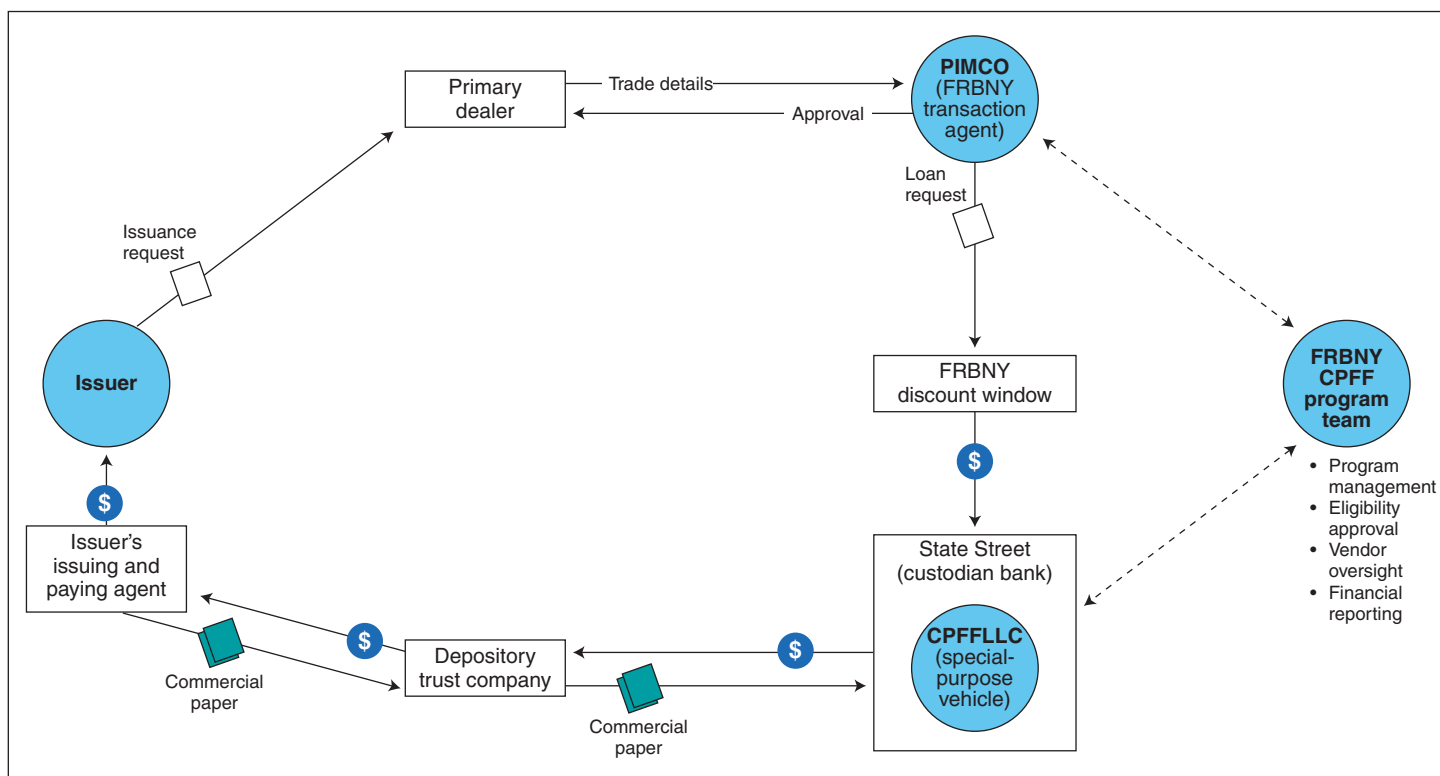 Primary
dealer
Trade details
Approval
PIMCO
(FRBNY
transaction
agent)
Loan
request
Issuance
request
Issuer
FRBNY
discount window
FRBNY
CPFF
program
team
• Program
management
• Eligibility
approval
• Vendor
oversight
• Financial
reporting
$
$
Issuer's
issuing and
paying agent
State Street
(custodian bank)
CPFFLLC
(special-
purpose
vehicle)
$
$
Depository
trust company
Commercial
paper
Commercial
paper